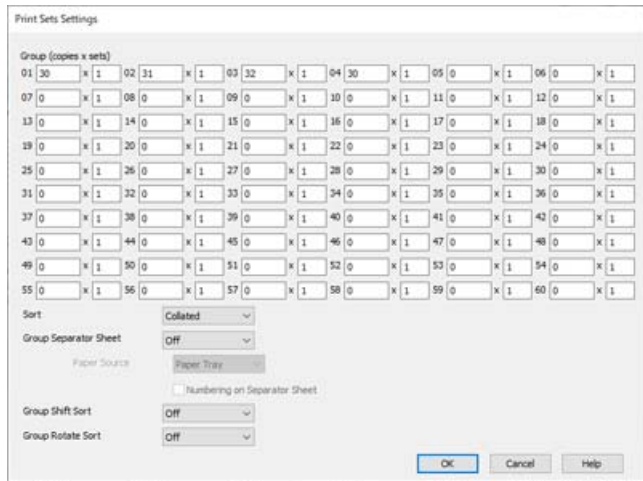 Print Sets Settings
Group (copies x sets)
01 30 x 1 02 31 x 1 03 32 x 1 04 30 x 1 05 0 x 1 06 0 x 1
07 0 x 1 08 0 x 1 09 0 x 1 10 0 x 1 11 0 x 1 12 0 x 1
13 0 x 1 14 0 x 1 15 0 x 1 16 0 x 1 17 0 x 1 18 0 x 1
19 0 x 1 20 0 x 1 21 0 x 1 22 0 x 1 23 0 x 1 24 0 x 1
25 0 x 1 26 0 x 1 27 0 x 1 28 0 x 1 29 0 x 1 30 0 x 1
31 0 x 1 32 0 x 1 33 0 x 1 34 0 x 1 35 0 x 1 36 0 x 1
37 0 x 1 38 0 x 1 39 0 x 1 40 0 x 1 41 0 x 1 42 0 x 1
43 0 x 1 44 0 x 1 45 0 x 1 46 0 x 1 47 0 x 1 48 0 x 1
49 0 x 1 50 0 x 1 51 0 x 1 52 0 x 1 53 0 x 1 54 0 x 1
55 0 x 1 56 0 x 1 57 0 x 1 58 0 x 1 59 0 x 1 60 0 x 1
Sort Collated
Group Separator Sheet Off
Paper Source Paper Tray
Numbering on Separator Sheet
Group Shift Sort Off
Group Rotate Sort Off
OK Cancel Help